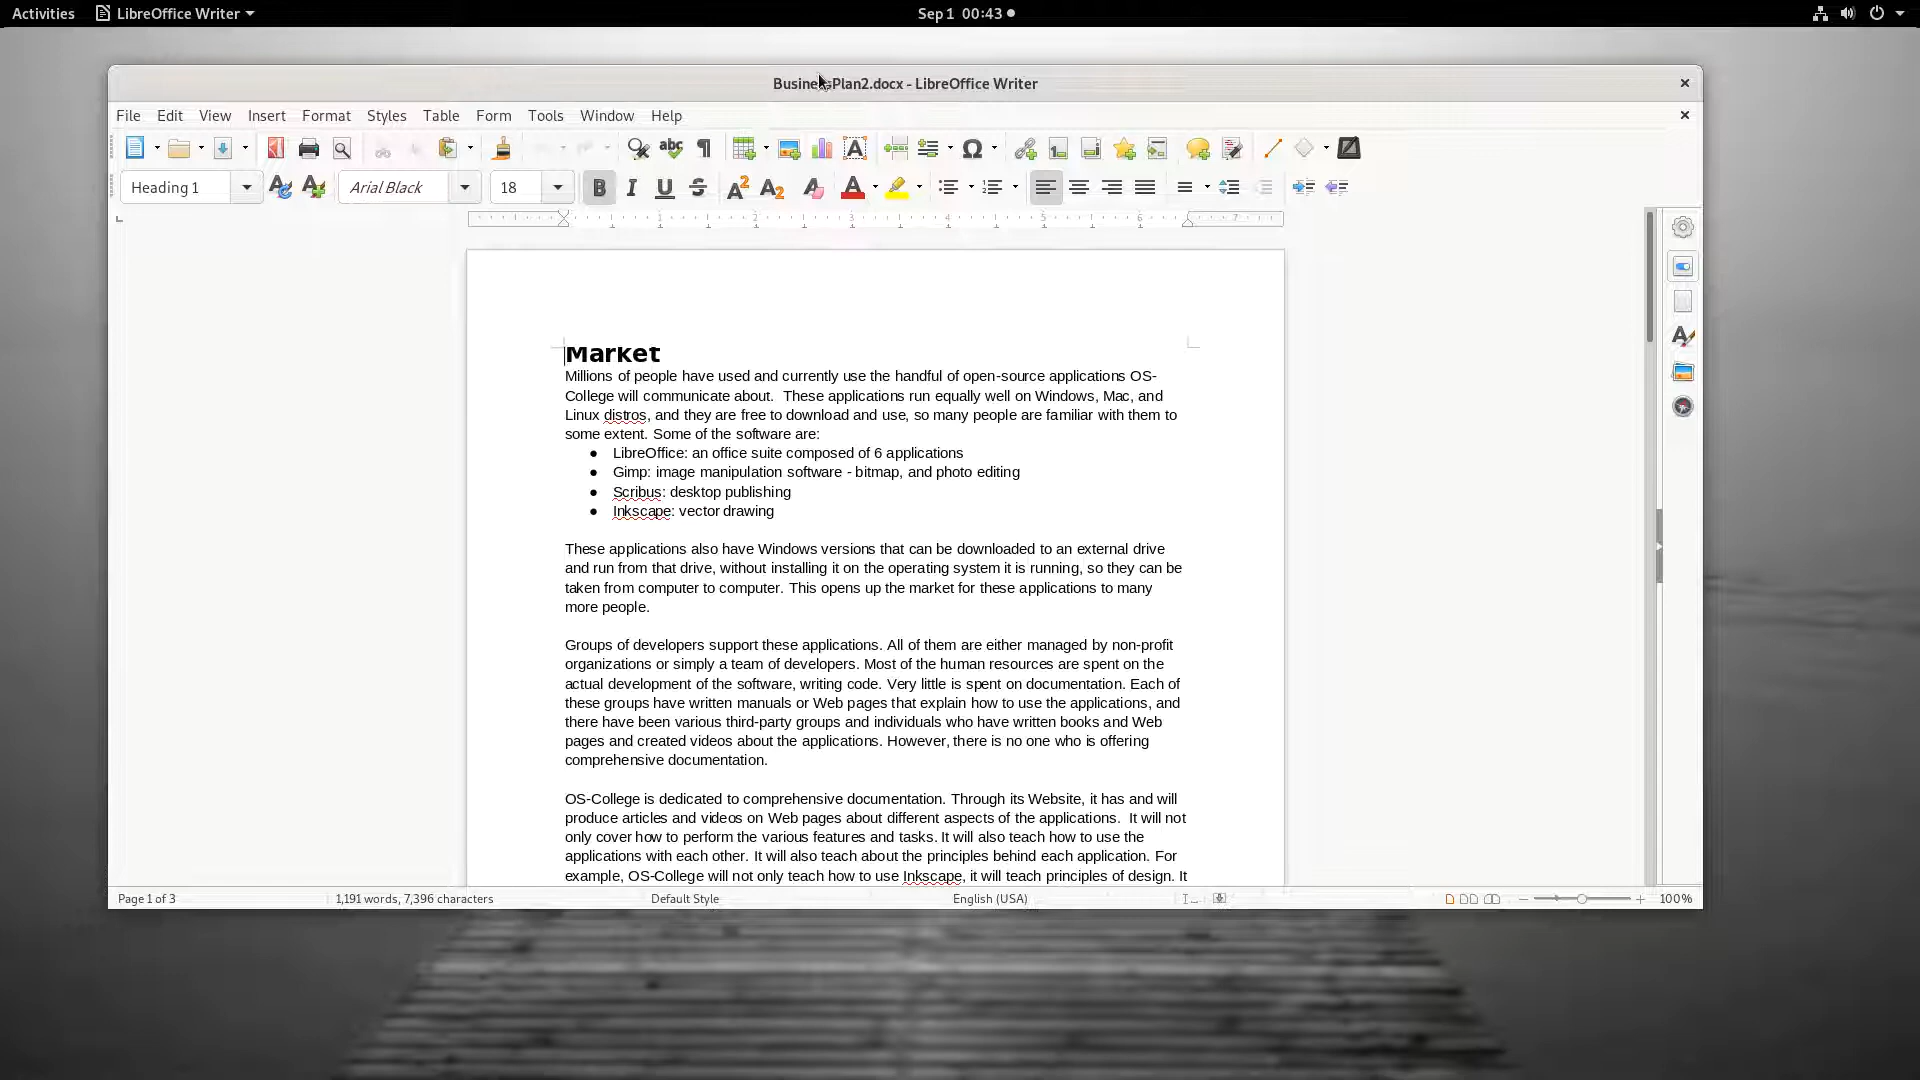 Activities LibreOffice Writer Sep 1 00:43
BusinessPlan2.docx - LibreOffice Writer
File Edit View Insert Format Styles Table Form Tools Window Help
Heading 1 Arial Black 18
1 2 3 4 5 6 7
Market
Millions of people have used and currently use the handful of open-source applications OS-
College will communicate about.  These applications run equally well on Windows, Mac, and
Linux distros, and they are free to download and use, so many people are familiar with them to
some extent. Some of the software are:
● LibreOffice: an office suite composed of 6 applications
● Gimp: image manipulation software - bitmap, and photo editing
● Scribus: desktop publishing
● Inkscape: vector drawing
These applications also have Windows versions that can be downloaded to an external drive
and run from that drive, without installing it on the operating system it is running, so they can be
taken from computer to computer. This opens up the market for these applications to many
more people.
Groups of developers support these applications. All of them are either managed by non-profit
organizations or simply a team of developers. Most of the human resources are spent on the
actual development of the software, writing code. Very little is spent on documentation. Each of
these groups have written manuals or Web pages that explain how to use the applications, and
there have been various third-party groups and individuals who have written books and Web
pages and created videos about the applications. However, there is no one who is offering
comprehensive documentation.
OS-College is dedicated to comprehensive documentation. Through its Website, it has and will
produce articles and videos on Web pages about different aspects of the applications.  It will not
only cover how to perform the various features and tasks. It will also teach how to use the
applications with each other. It will also teach about the principles behind each application. For
example, OS-College will not only teach how to use Inkscape, it will teach principles of design. It
Page 1 of 3 1,191 words, 7,396 characters Default Style English (USA) 100%